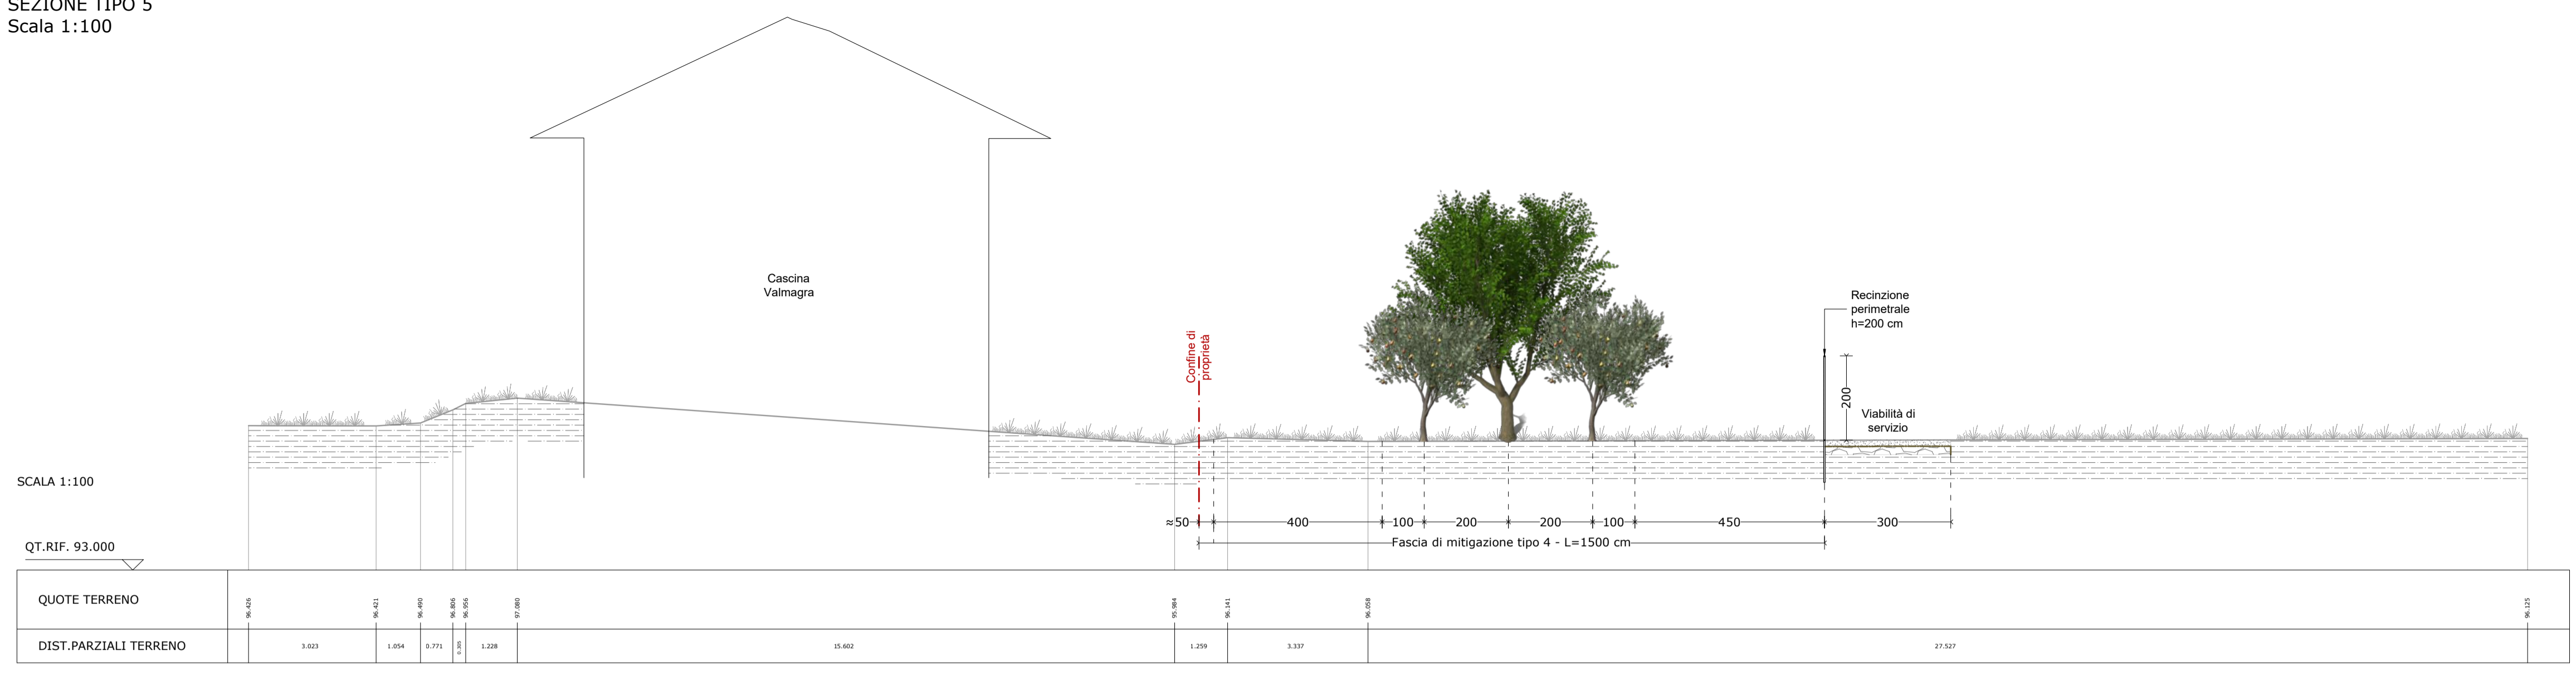 SEZIONE TIPO 5
Scala 1:100
Cascina
Valmagra
Confine di
proprietà
Recinzione
perimetrale
h=200 cm
200
Viabilità di
servizio
SCALA 1:100
≈50 400 100 200 200 100 450 300
Fascia di mitigazione tipo 4 - L=1500 cm
QT.RIF. 93.000
QUOTE TERRENO 96.426 96.421 96.490 96.806 96.956 97.080 95.984 96.141 96.058 96.125
DIST.PARZIALI TERRENO 3.023 1.054 0.771 0.305 1.228 15.602 1.259 3.337 27.527